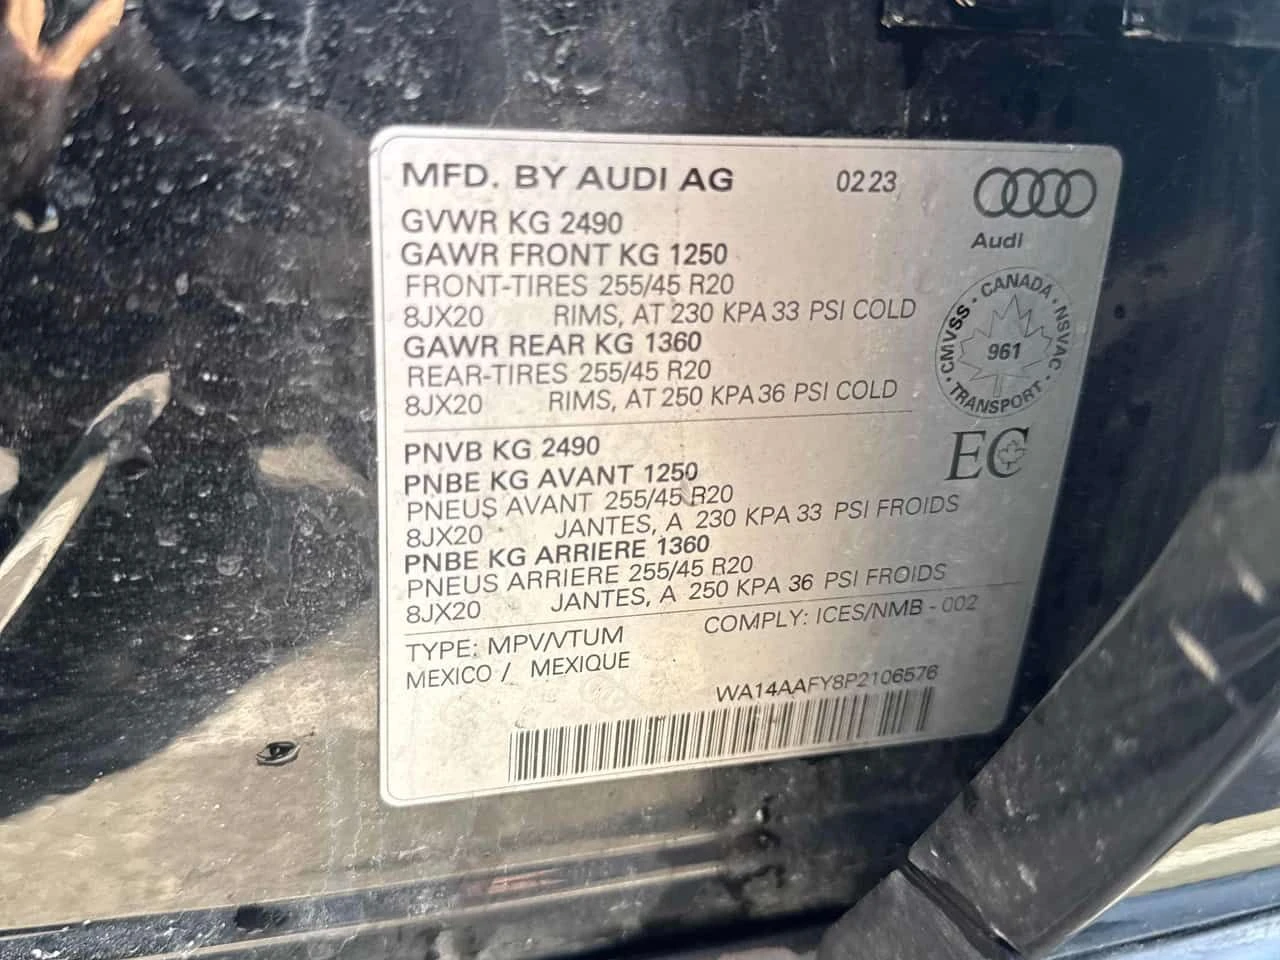 MFD. BY AUDI AG 02 23
GVWR KG 2490
GAWR FRONT KG 1250
FRONT-TIRES 255/45 R20
8JX20 RIMS, AT 230 KPA 33 PSI COLD
GAWR REAR KG 1360
REAR-TIRES 255/45 R20
8JX20 RIMS, AT 250 KPA 36 PSI COLD
Audi
CMVSS · CANADA · NSVAC · TRANSPORT ·
961
EC
PNVB KG 2490
PNBE KG AVANT 1250
PNEUS AVANT 255/45 R20
8JX20 JANTES, A 230 KPA 33 PSI FROIDS
PNBE KG ARRIERE 1360
PNEUS ARRIERE 255/45 R20
8JX20 JANTES, A 250 KPA 36 PSI FROIDS
TYPE: MPV/VTUM COMPLY: ICES/NMB - 002
MEXICO / MEXIQUE
WA14AAFY8P2106576